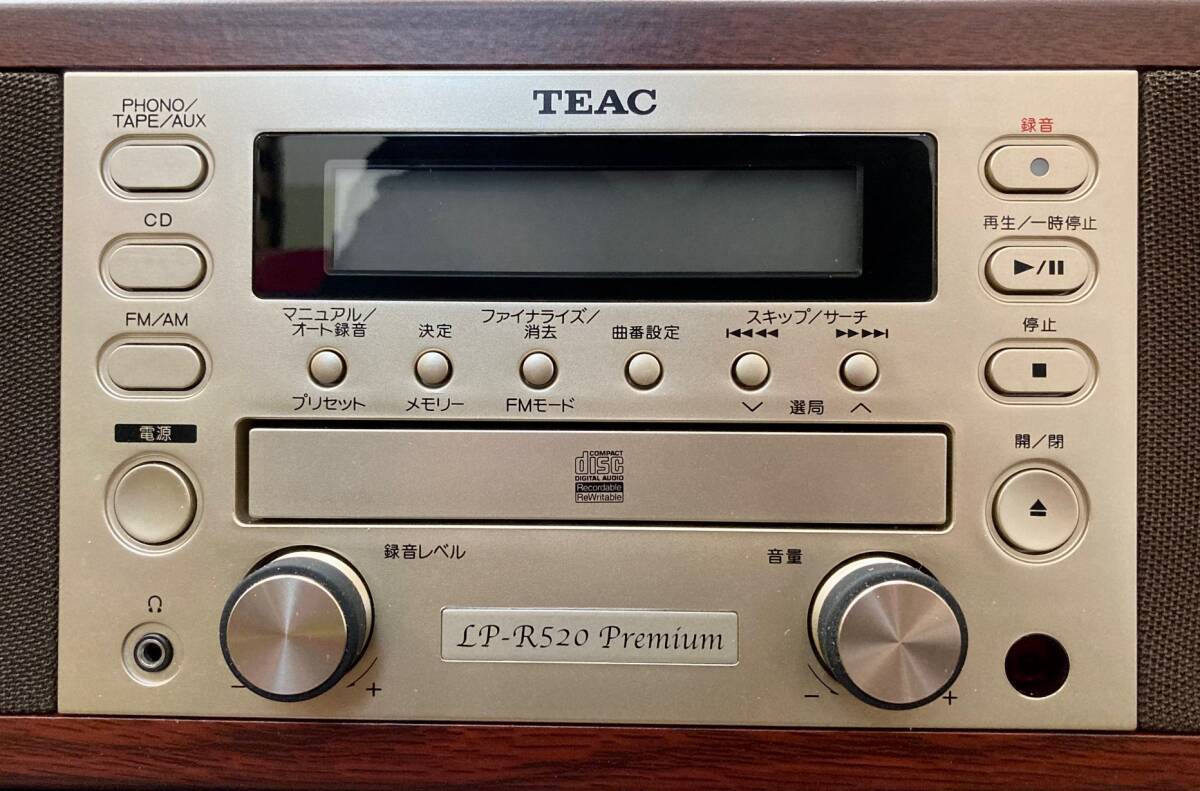 TEAC
PHONO/
TAPE/AUX
CD
FM/AM
電源
録音
再生/一時停止
停止
開/閉
マニュアル/
オート録音
決定
ファイナライズ/
消去
曲番設定
スキップ/サーチ
プリセット
メモリー
FMモード
選局
COMPACT
disc
DIGITAL AUDIO
Recordable
ReWritable
録音レベル
音量
- +
LP-R520 Premium
- +